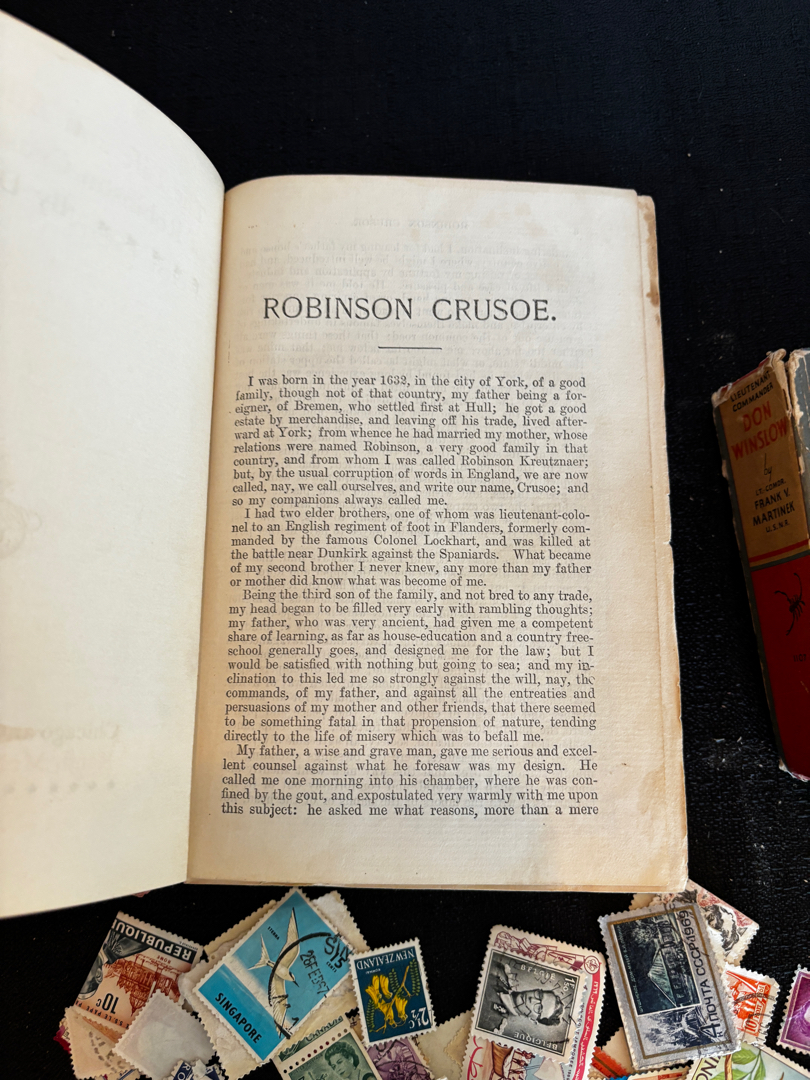 ROBINSON CRUSOE.
I was born in the year 1632, in the city of York, of a good
family, though not of that country, my father being a for-
eigner, of Bremen, who settled first at Hull; he got a good
estate by merchandise, and leaving off his trade, lived after-
ward at York; from whence he had married my mother, whose
relations were named Robinson, a very good family in that
country, and from whom I was called Robinson Kreutznaer;
but, by the usual corruption of words in England, we are now
called, nay, we call ourselves, and write our name, Crusoe; and
so my companions always called me.
I had two elder brothers, one of whom was lieutenant-colo-
nel to an English regiment of foot in Flanders, formerly com-
manded by the famous Colonel Lockhart, and was killed at
the battle near Dunkirk against the Spaniards. What became
of my second brother I never knew, any more than my father
or mother did know what was become of me.
Being the third son of the family, and not bred to any trade,
my head began to be filled very early with rambling thoughts;
my father, who was very ancient, had given me a competent
share of learning, as far as house-education and a country free-
school generally goes, and designed me for the law; but I
would be satisfied with nothing but going to sea; and my in-
clination to this led me so strongly against the will, nay, the
commands, of my father, and against all the entreaties and
persuasions of my mother and other friends, that there seemed
to be something fatal in that propension of nature, tending
directly to the life of misery which was to befall me.
My father, a wise and grave man, gave me serious and excel-
lent counsel against what he foresaw was my design. He
called me one morning into his chamber, where he was con-
fined by the gout, and expostulated very warmly with me upon
this subject: he asked me what reasons, more than a mere
LIEUTENANT
COMMANDER
DON
WINSLOW
by
LT. COMDR.
FRANK V.
MARTINEK
U.S.N.R.
REPUBLIQU
10c
SINGAPORE
5
CENTS
NEW ZEALAND
2½c
BELGIQUE
4 ПОЧТА СССР·1969